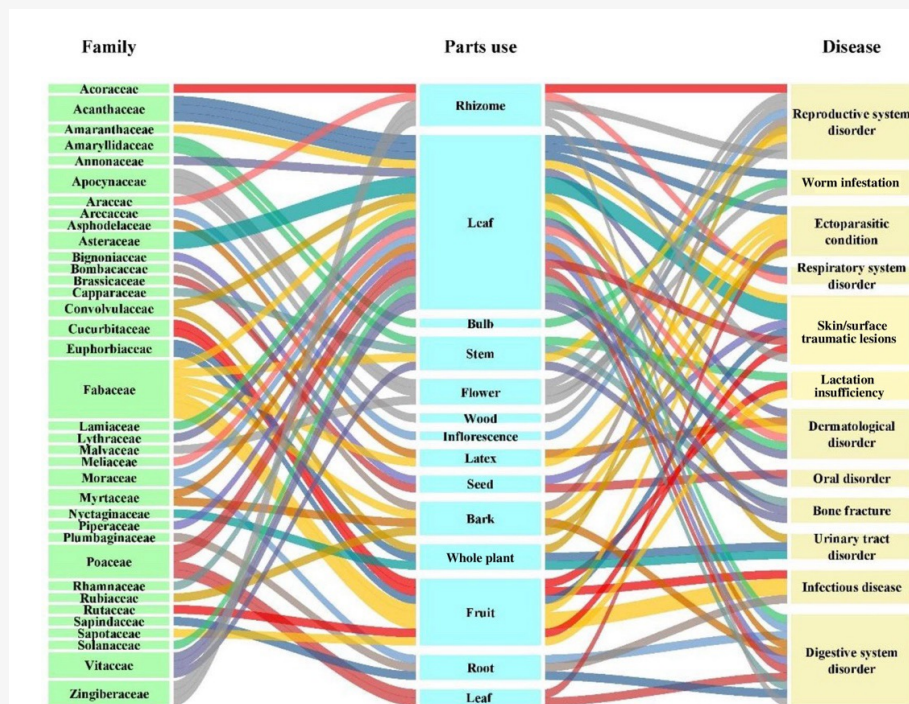 Family
Parts use
Disease
Acoraceae
Acanthaceae
Amaranthaceae
Amaryllidaceae
Annonaceae
Apocynaceae
Araceae
Areceaceae
Asphodelaceae
Asteraceae
Bignoniaceae
Bombacaceae
Brassicaceae
Capparaceae
Convolvulaceae
Cucurbitaceae
Euphorbiaceae
Fabaceae
Lamiaceae
Lythraceae
Malvaceae
Meliaceae
Moraceae
Myrtaceae
Nyctaginaceae
Piperaceae
Plumbaginaceae
Poaceae
Rhamnaceae
Rubiaceae
Rutaceae
Sapindaceae
Sapotaceae
Solanaceae
Vitaceae
Zingiberaceae
Rhizome
Leaf
Bulb
Stem
Flower
Wood
Inflorescence
Latex
Seed
Bark
Whole plant
Fruit
Root
Leaf
Reproductive system
disorder
Worm infestation
Ectoparasitic
condition
Respiratory system
disorder
Skin/surface
traumatic lesions
Lactation
insufficiency
Dermatological
disorder
Oral disorder
Bone fracture
Urinary tract
disorder
Infectious disease
Digestive system
disorder